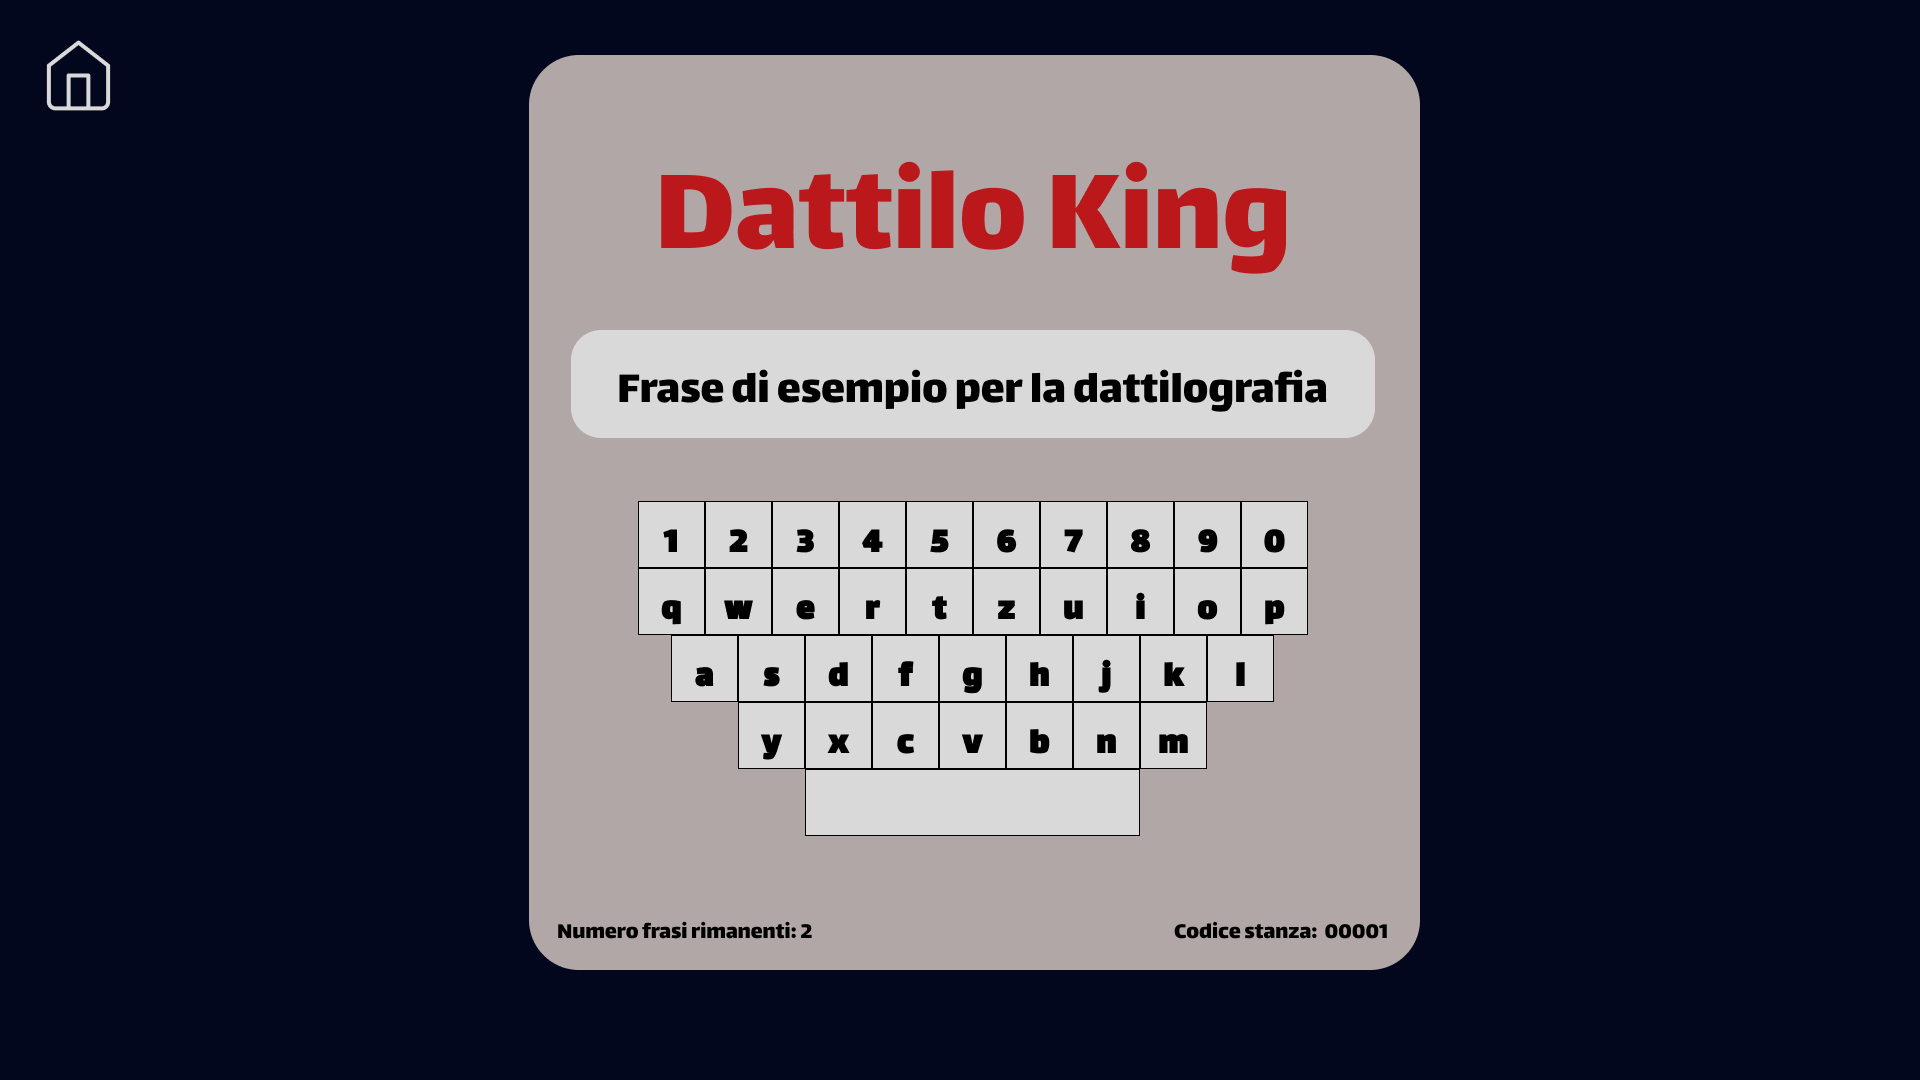 Dattilo King
Frase di esempio per la dattilografia
1 2 3 4 5 6 7 8 9 0
q w e r t z u i o p
a s d f g h j k l
y x c v b n m
Numero frasi rimanenti: 2
Codice stanza: 00001